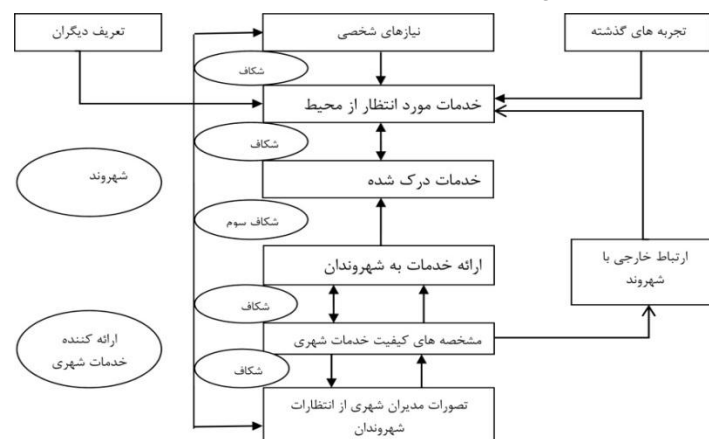 تجربه های گذشته
نیازهای شخصی
تعریف دیگران
شکاف
خدمات مورد انتظار از محیط
شکاف
شهروند
خدمات درک شده
شکاف سوم
ارائه خدمات به شهروندان
ارتباط خارجی با
شهروند
شکاف
مشخصه های کیفیت خدمات شهری
ارائه کننده
خدمات شهری
شکاف
تصورات مدیران شهری از انتظارات
شهروندان